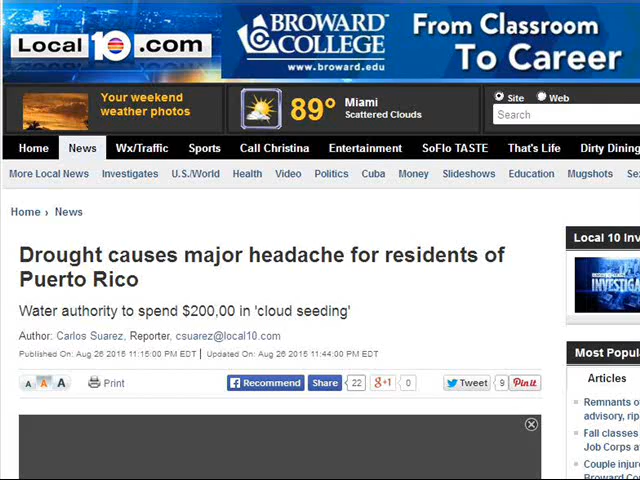 Local 10 .com
BROWARD COLLEGE
www.broward.edu
From Classroom
To Career
Your weekend
weather photos
89°
Miami
Scattered Clouds
Site Web
Search
Home News Wx/Traffic Sports Call Christina Entertainment SoFlo TASTE That's Life Dirty Dining
More Local News Investigates U.S./World Health Video Politics Cuba Money Slideshows Education Mugshots
Home › News
Drought causes major headache for residents of
Puerto Rico
Water authority to spend $200,00 in 'cloud seeding'
Author: Carlos Suarez, Reporter, csuarez@local10.com
Published On: Aug 26 2015 11:15:00 PM EDT | Updated On: Aug 26 2015 11:44:00 PM EDT
A A A Print Recommend Share 22 g+1 0 Tweet 9 Pin it
Local 10 Inv
INVESTIGA
Most Popula
Articles
Remnants o
advisory, rip
Fall classes
Job Corps a
Couple injur
Broward Co